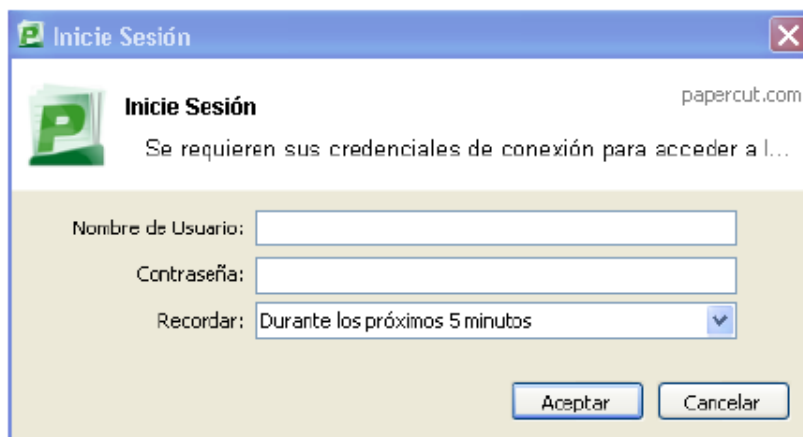 Inicie Sesión
papercut.com
Inicie Sesión
Se requieren sus credenciales de conexión para acceder a l...
Nombre de Usuario:
Contraseña:
Recordar: Durante los próximos 5 minutos
Aceptar Cancelar